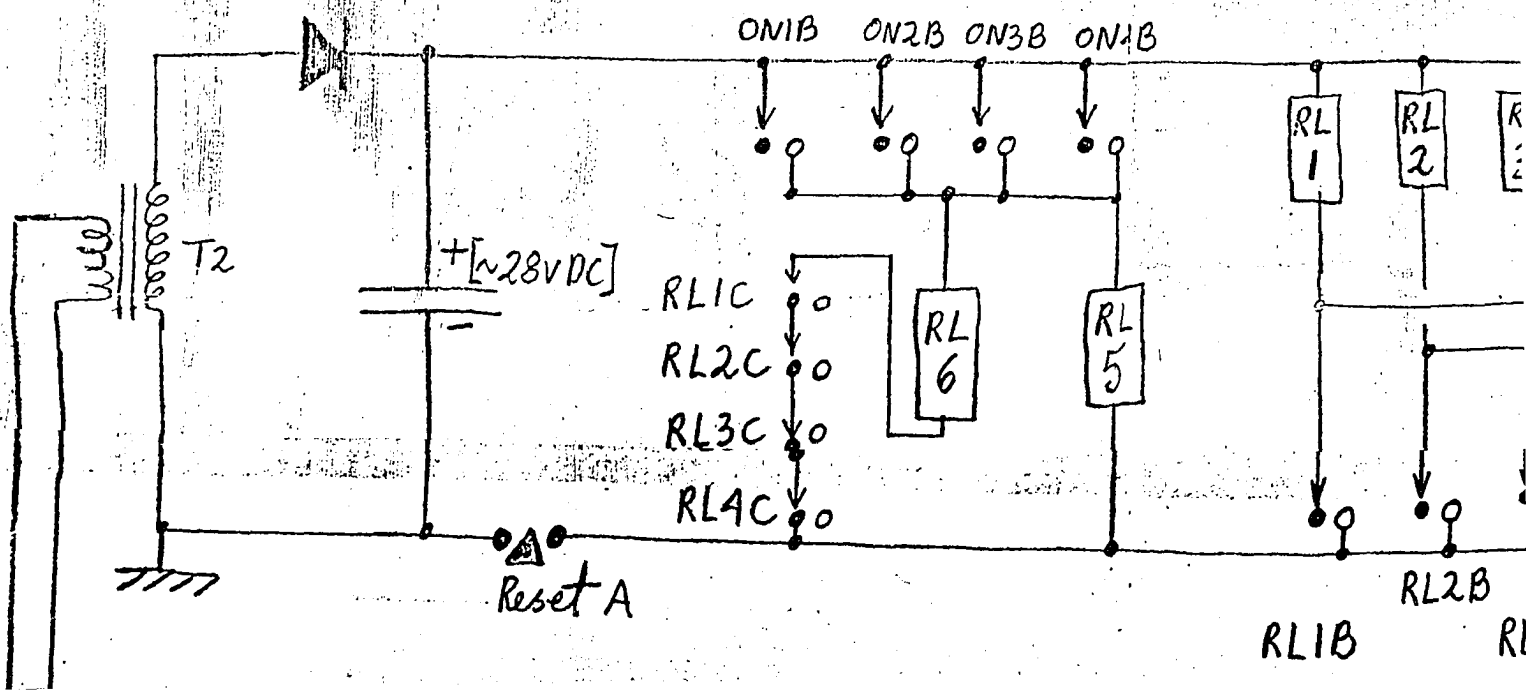 ON1B ON2B ON3B ON1B
RL
1
RL
2
T2
+[~28VDC]
-
RL1C
RL2C
RL3C
RL4C
RL
6
RL
5
Reset A
RL2B
RL1B